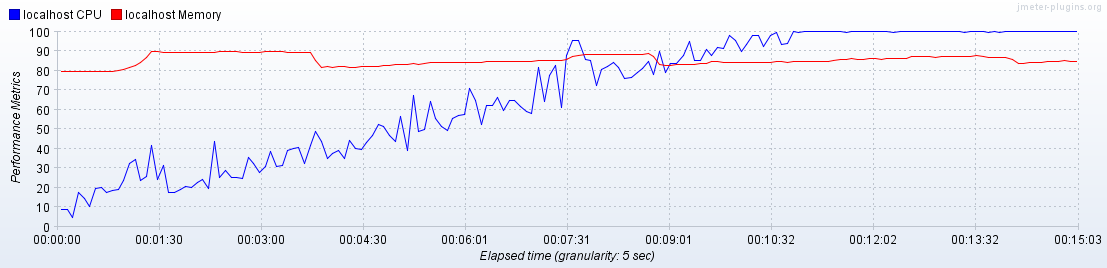 localhost CPU localhost Memory
jmeter-plugins.org
Performance Metrics
100
90
80
70
60
50
40
30
20
10
0
00:00:00 00:01:30 00:03:00 00:04:30 00:06:01 00:07:31 00:09:01 00:10:32 00:12:02 00:13:32 00:15:03
Elapsed time (granularity: 5 sec)